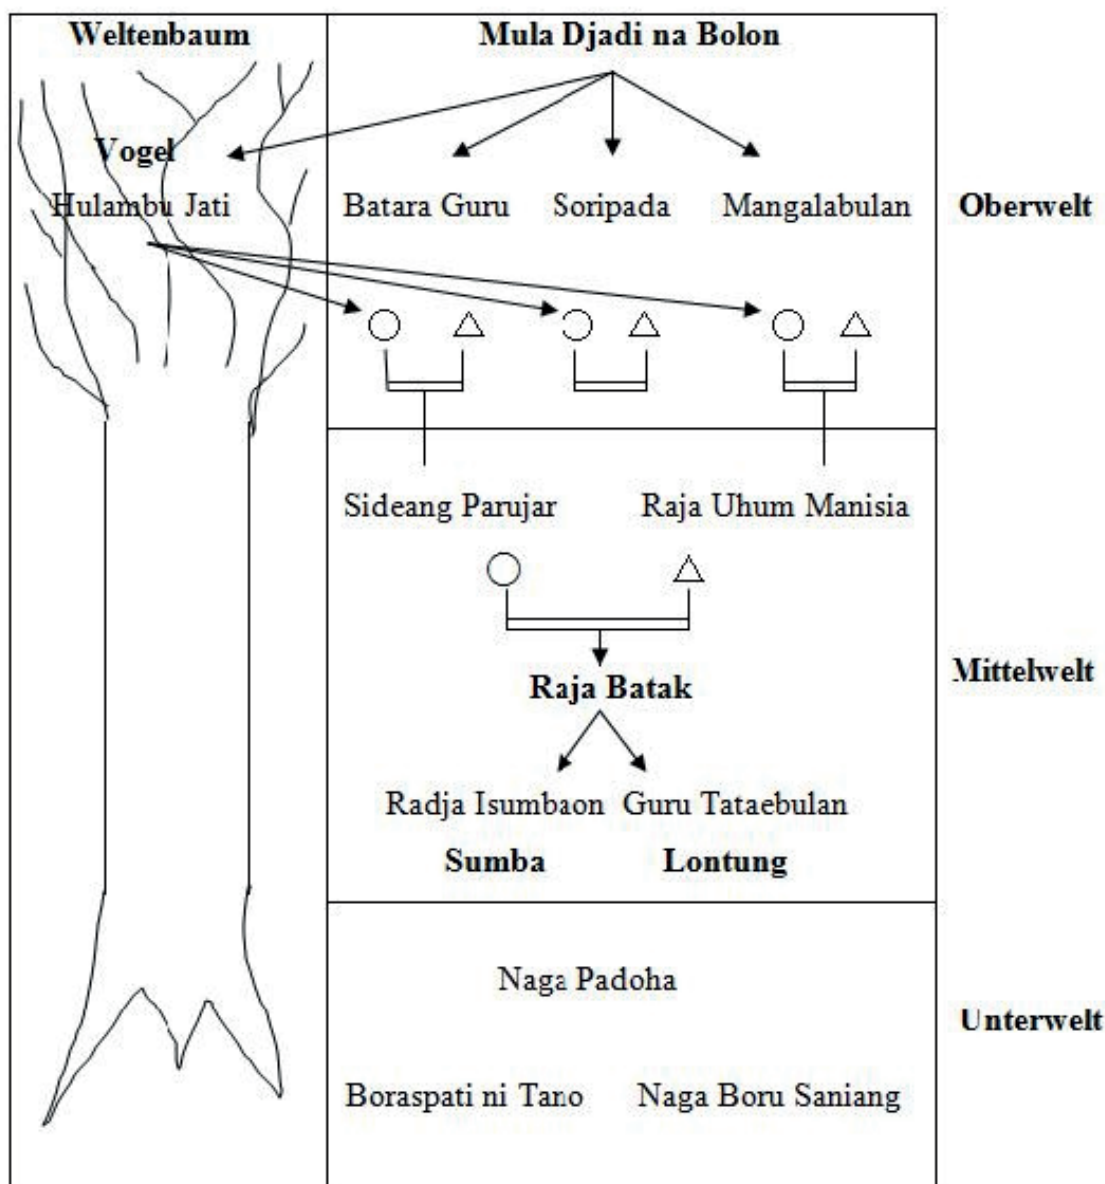 Weltenbaum
Mula Djadi na Bolon
Vogel
Hulambu Jati
Batara Guru
Soripada
Mangalabulan
Oberwelt
Sideang Parujar
Raja Uhum Manisia
Raja Batak
Mittelwelt
Radja Isumbaon
Guru Tataebulan
Sumba
Lontung
Naga Padoha
Unterwelt
Boraspati ni Tano
Naga Boru Saniang